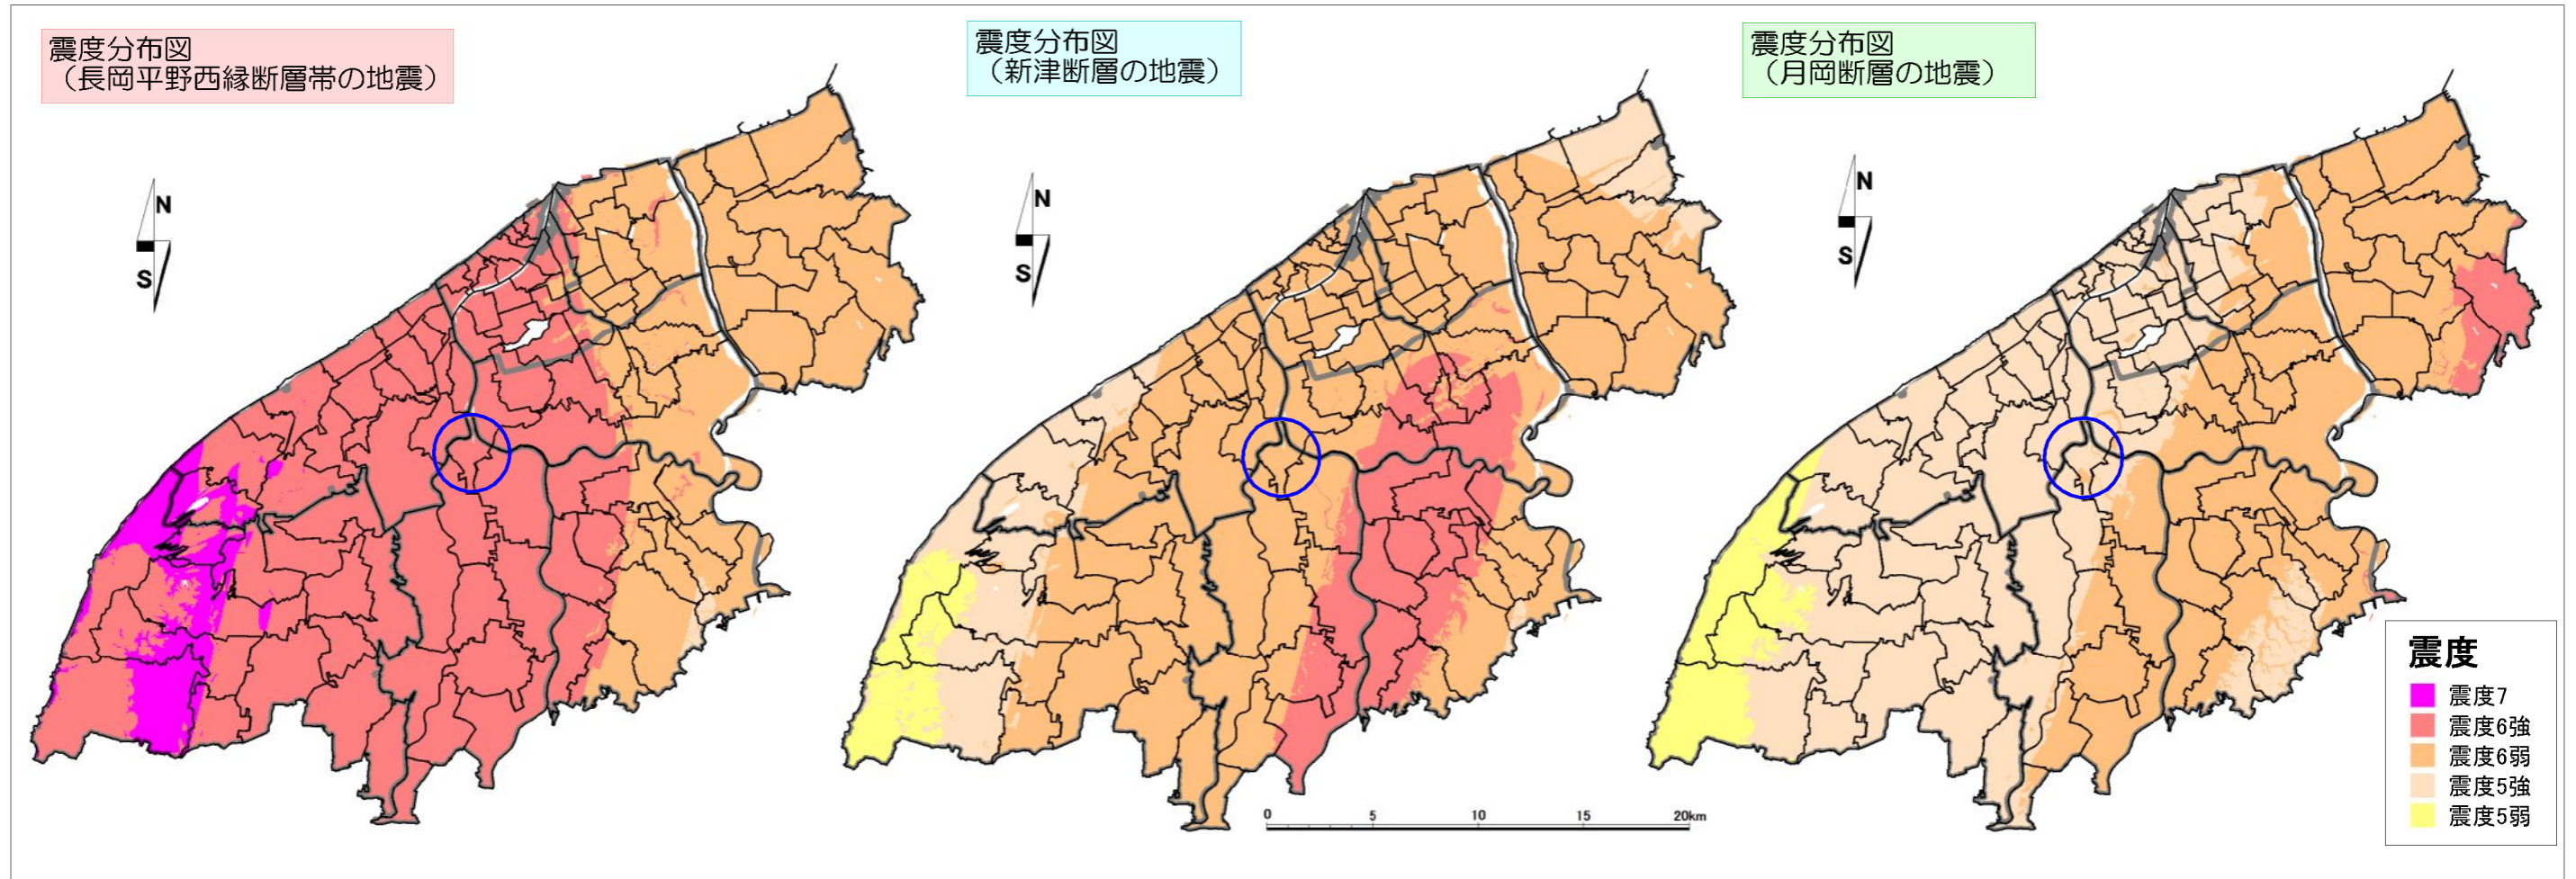 震度分布図
（長岡平野西縁断層帯の地震）
震度分布図
（新津断層の地震）
震度分布図
（月岡断層の地震）
N
S
N
S
N
S
0 5 10 15 20km
震度
震度7
震度6強
震度6弱
震度5強
震度5弱